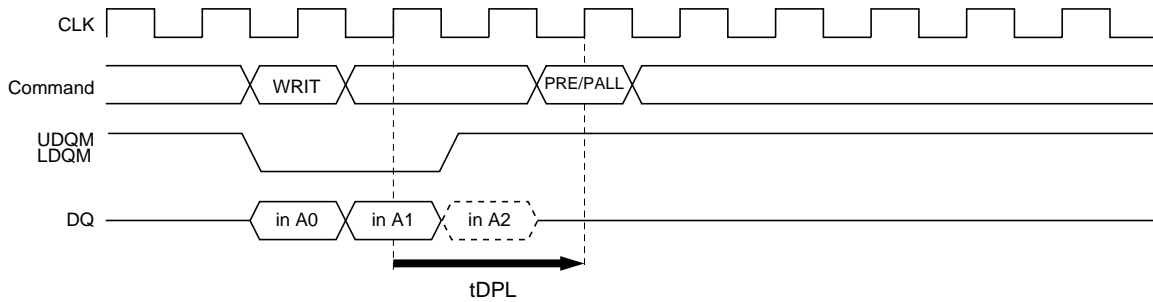 CLK
Command
WRIT
PRE/PALL
UDQM
LDQM
DQ
in A0
in A1
in A2
tDPL